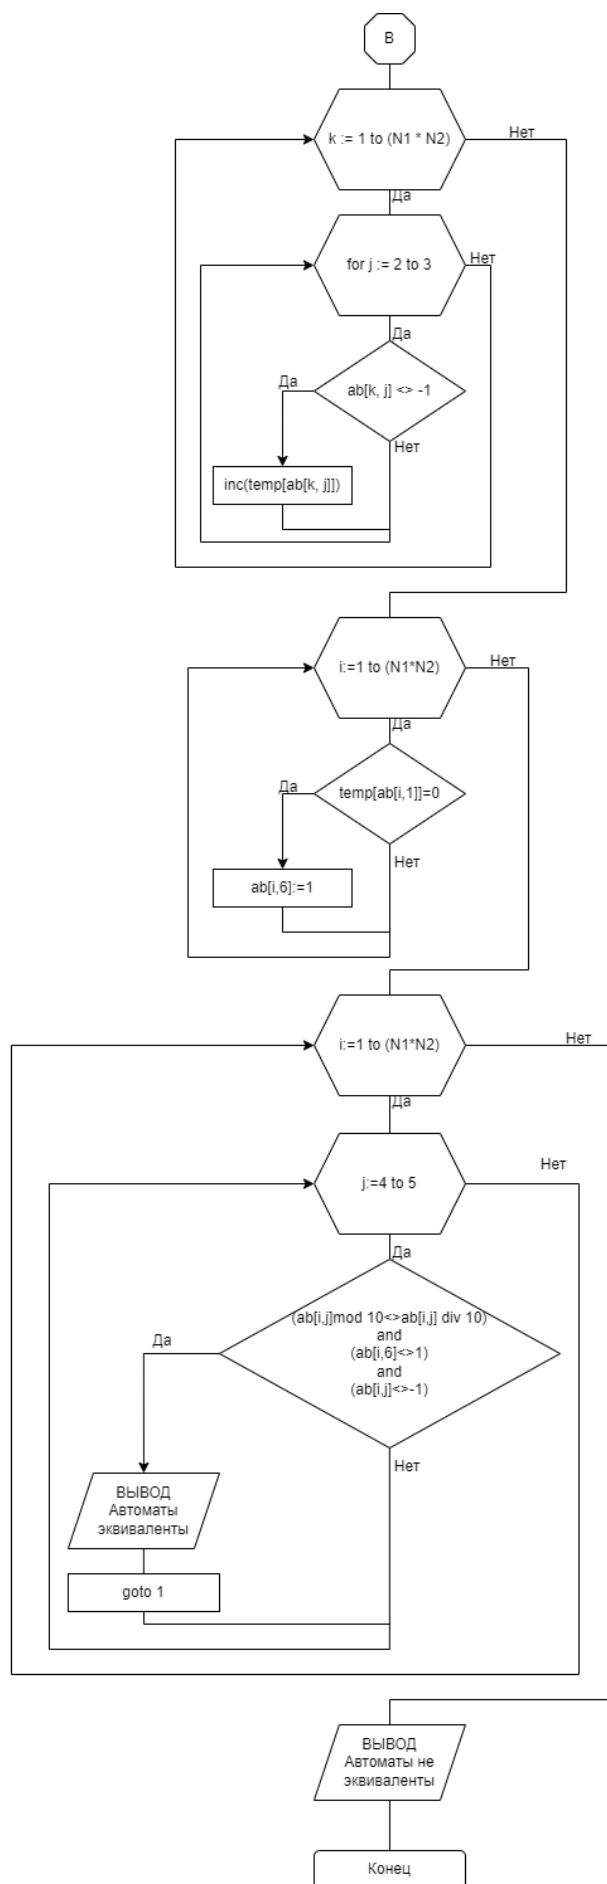 B
k := 1 to (N1 * N2)
Нет
Да
for j := 2 to 3
Нет
Да
ab[k, j] <> -1
Да
Нет
inc(temp[ab[k, j]])
i:=1 to (N1*N2)
Нет
Да
temp[ab[i,1]]=0
Да
Нет
ab[i,6]:=1
i:=1 to (N1*N2)
Нет
Да
j:=4 to 5
Нет
Да
(ab[i,j]mod 10<>ab[i,j] div 10)
and
(ab[i,6]<>1)
and
(ab[i,j]<>-1)
Да
Нет
ВЫВОД
Автоматы
эквиваленты
goto 1
ВЫВОД
Автоматы не
эквиваленты
Конец